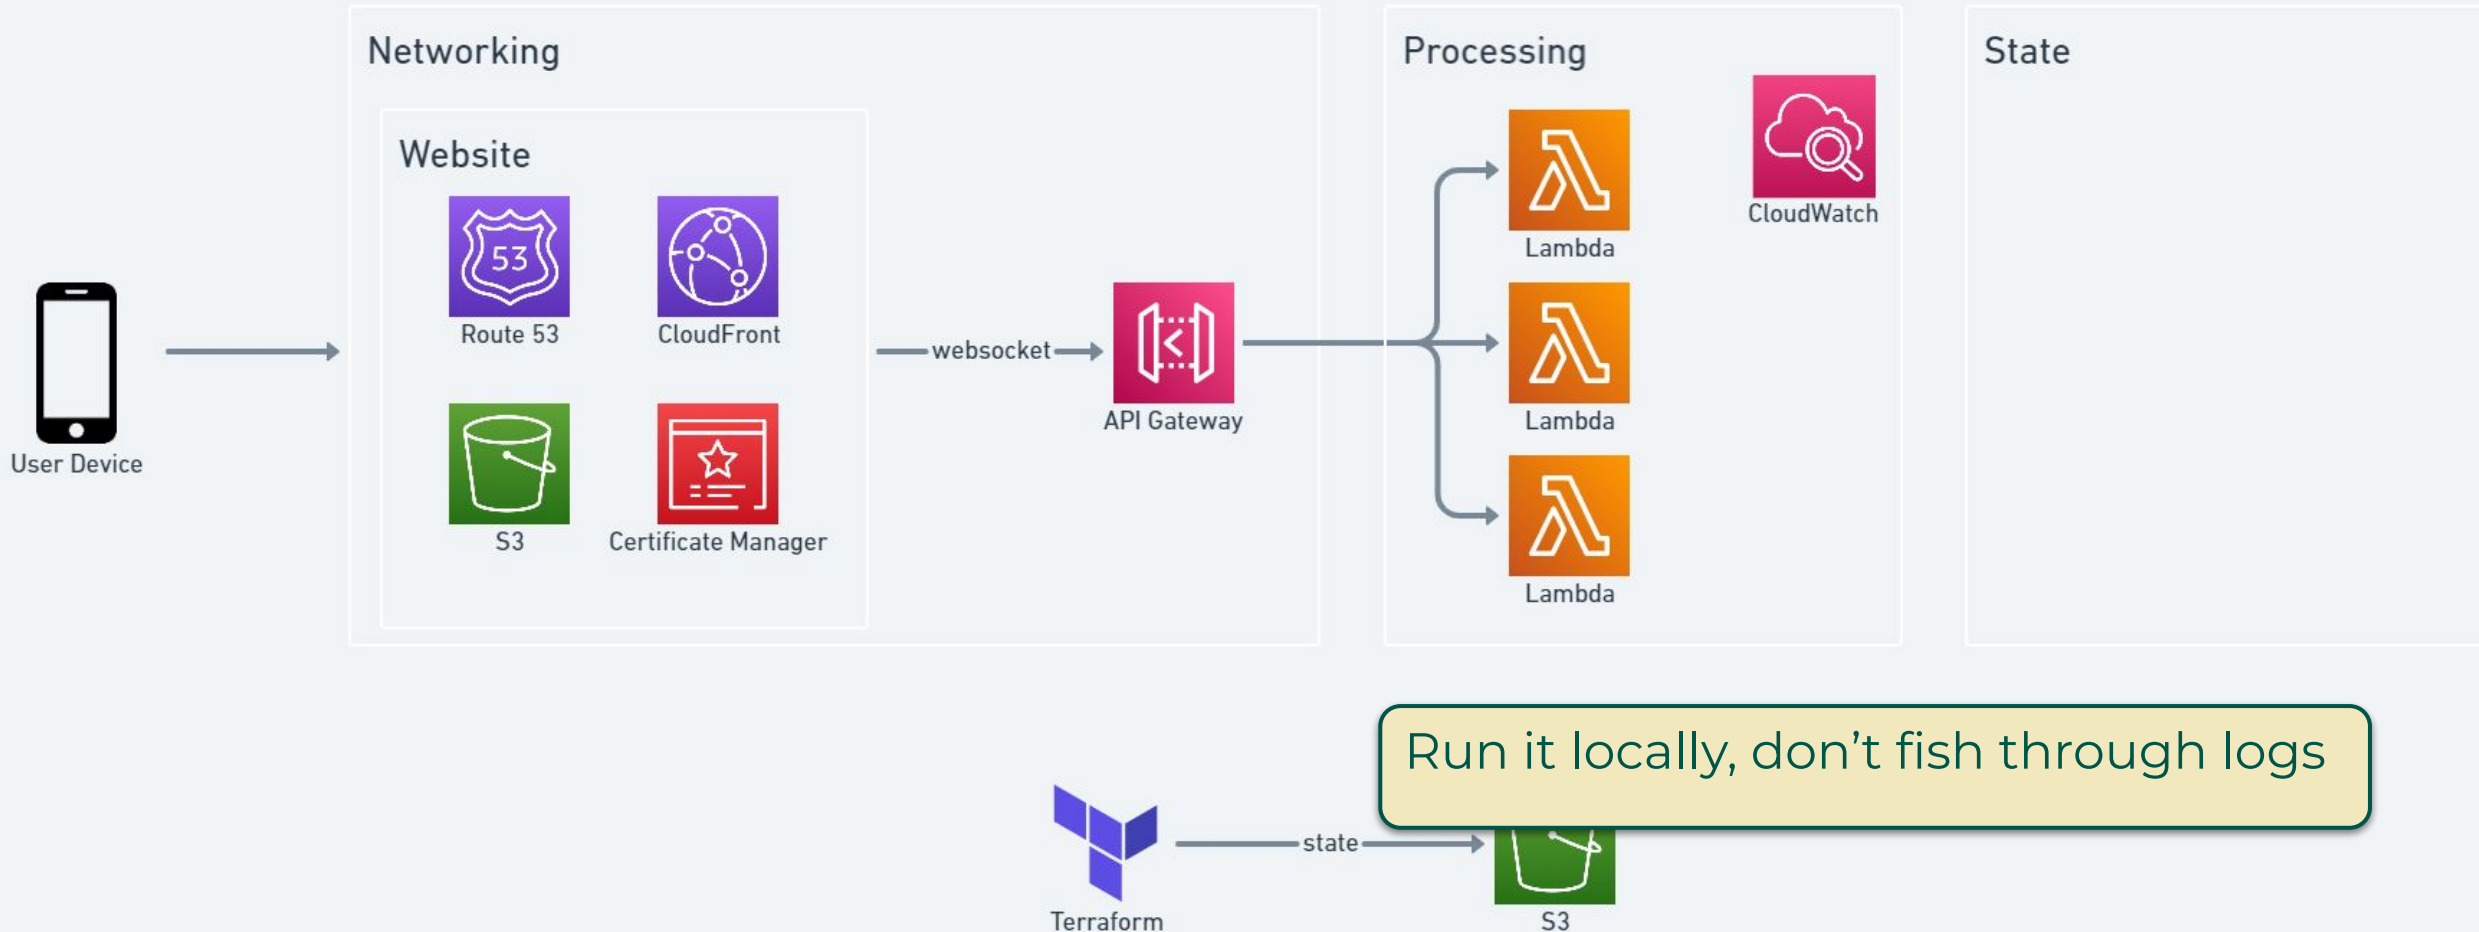 Networking
Processing
State
Website
53
Route 53
CloudFront
S3
Certificate Manager
User Device
websocket
API Gateway
Lambda
Lambda
Lambda
CloudWatch
Run it locally, don’t fish through logs
state
Terraform
S3